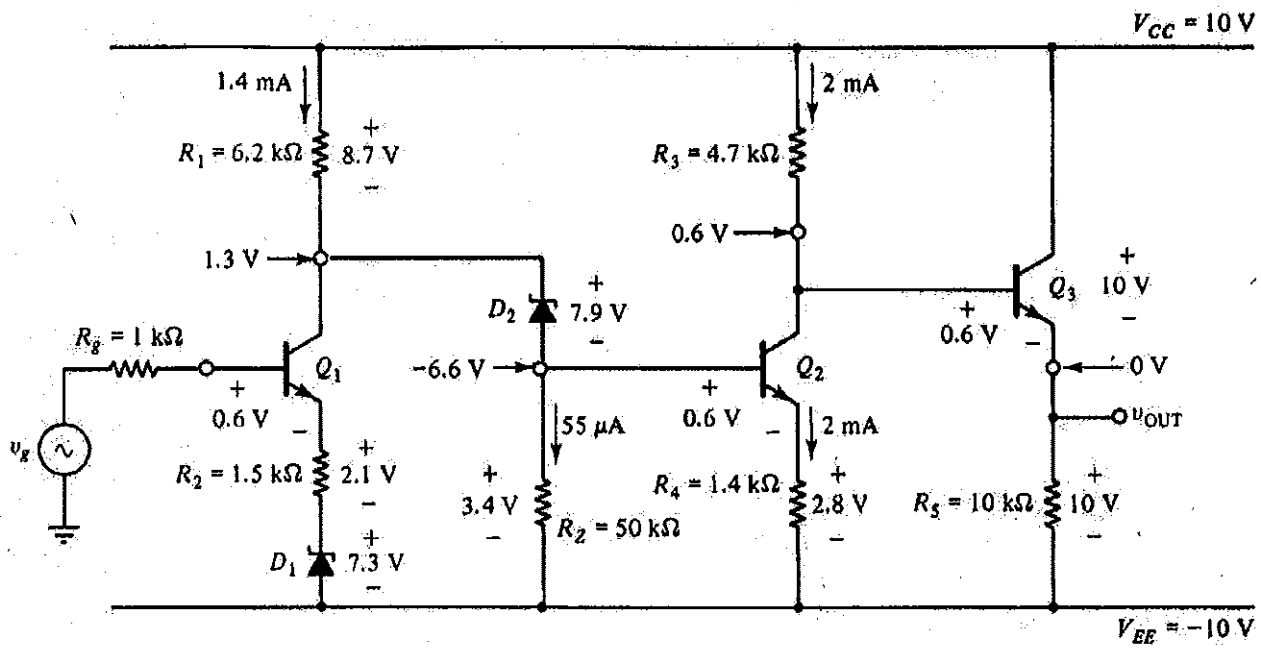 V_CC = 10 V
1.4 mA
2 mA
R_1 = 6.2 kΩ
+
8.7 V
−
R_3 = 4.7 kΩ
1.3 V
0.6 V
D_2
+
7.9 V
−
Q_3
+
10 V
−
R_g = 1 kΩ
+
0.6 V
−
Q_1
−6.6 V
+
0.6 V
−
Q_2
+
0.6 V
−
0 V
v_g
55 μA
2 mA
v_OUT
R_2 = 1.5 kΩ
+
2.1 V
−
+
3.4 V
−
R_Z = 50 kΩ
R_4 = 1.4 kΩ
+
2.8 V
−
R_5 = 10 kΩ
+
10 V
−
D_1
+
7.3 V
−
V_EE = −10 V